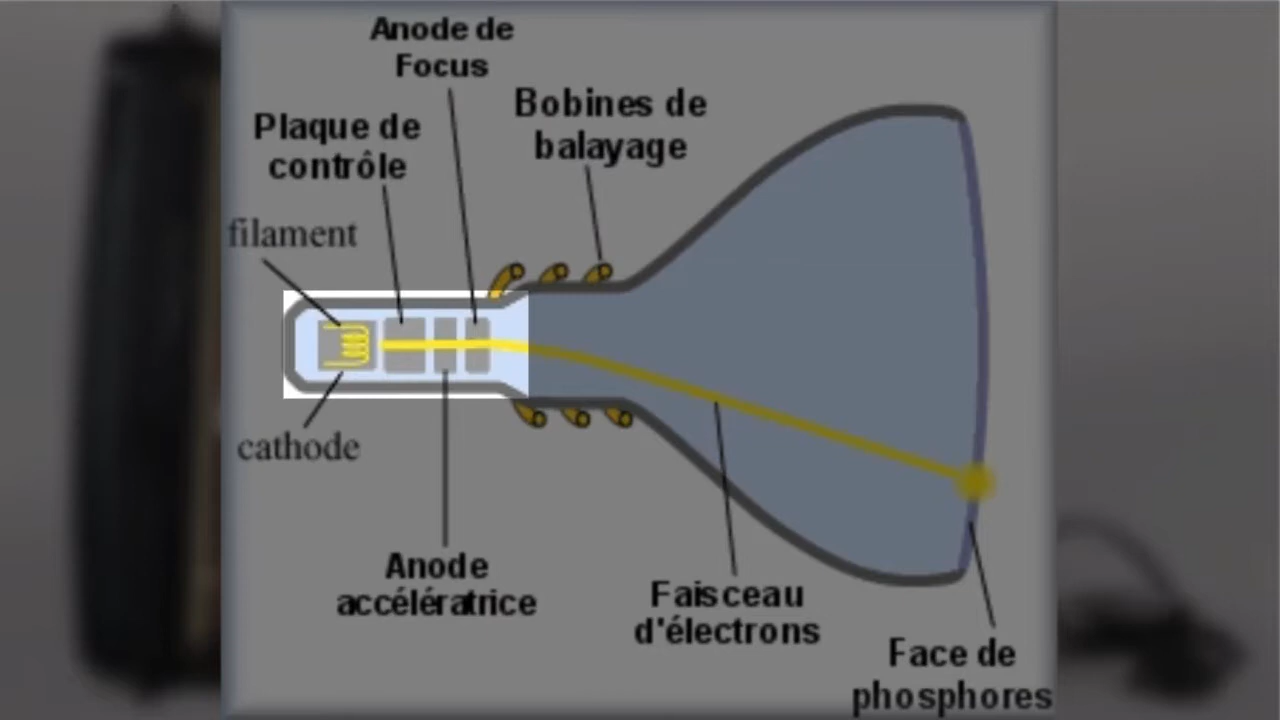 Anode de
Focus
Bobines de
balayage
Plaque de
contrôle
filament
cathode
Anode
accélératrice
Faisceau
d'électrons
Face de
phosphores